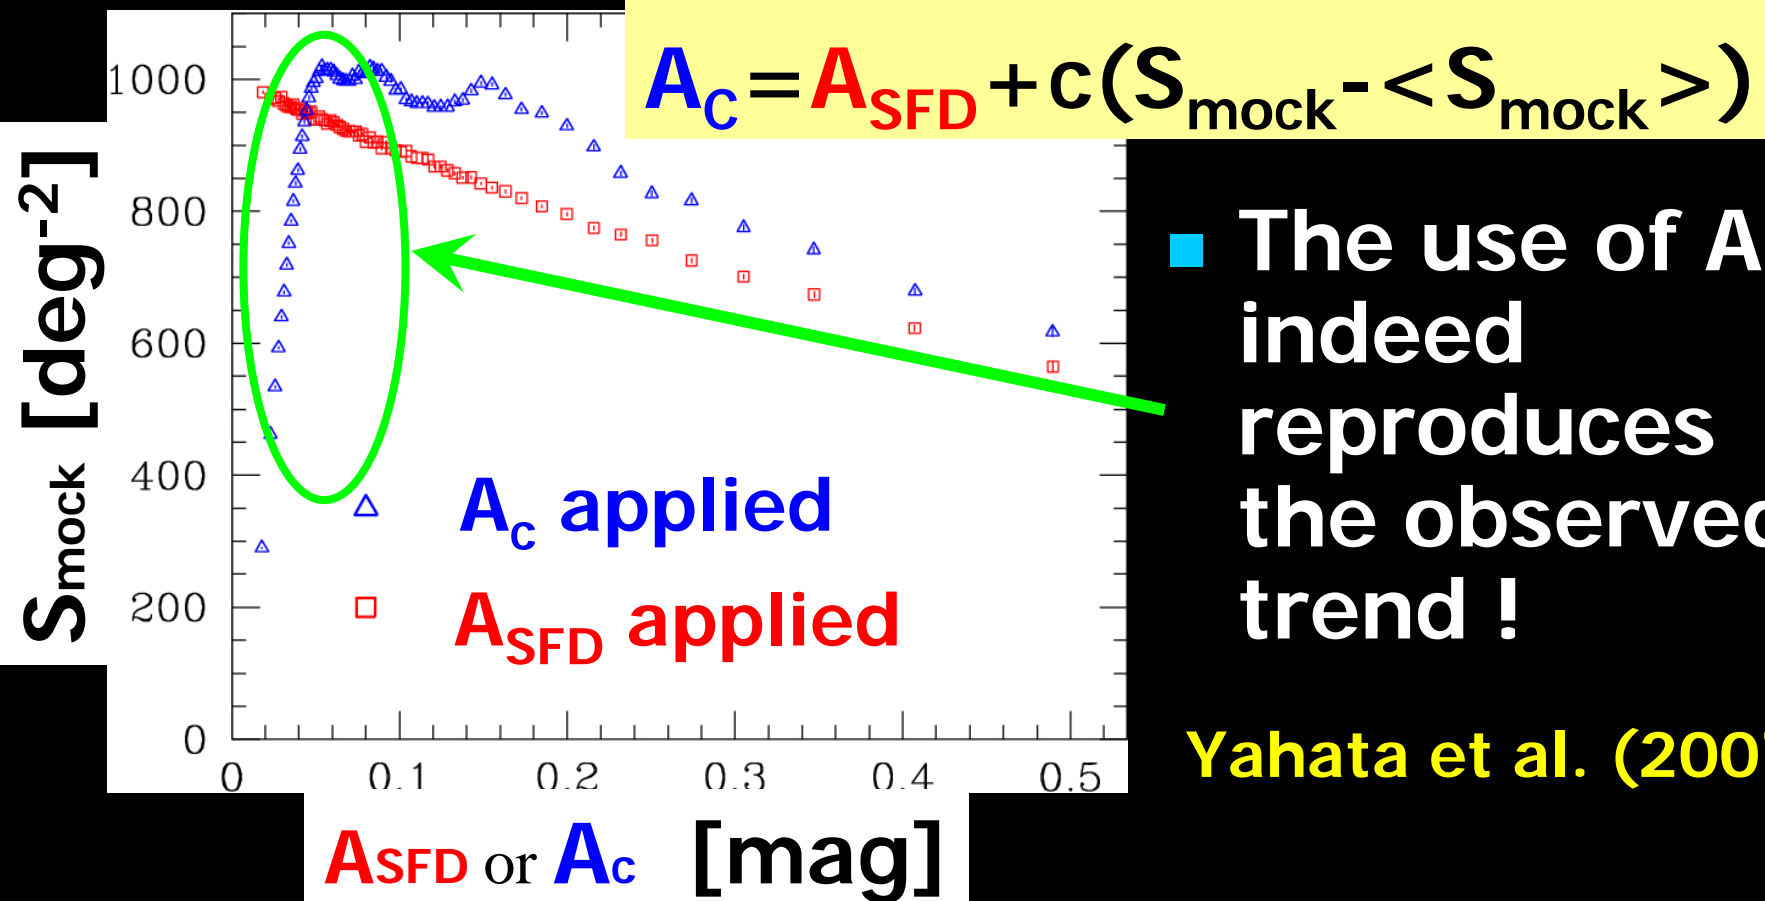 A_C=A_SFD+c(S_mock-<S_mock>)
The use of A
indeed
reproduces
the observed
trend !
Yahata et al. (200
S_mock [deg^-2]
1000
800
600
400
200
0
0 0.1 0.2 0.3 0.4 0.5
A_c applied
A_SFD applied
A_SFD or A_c [mag]